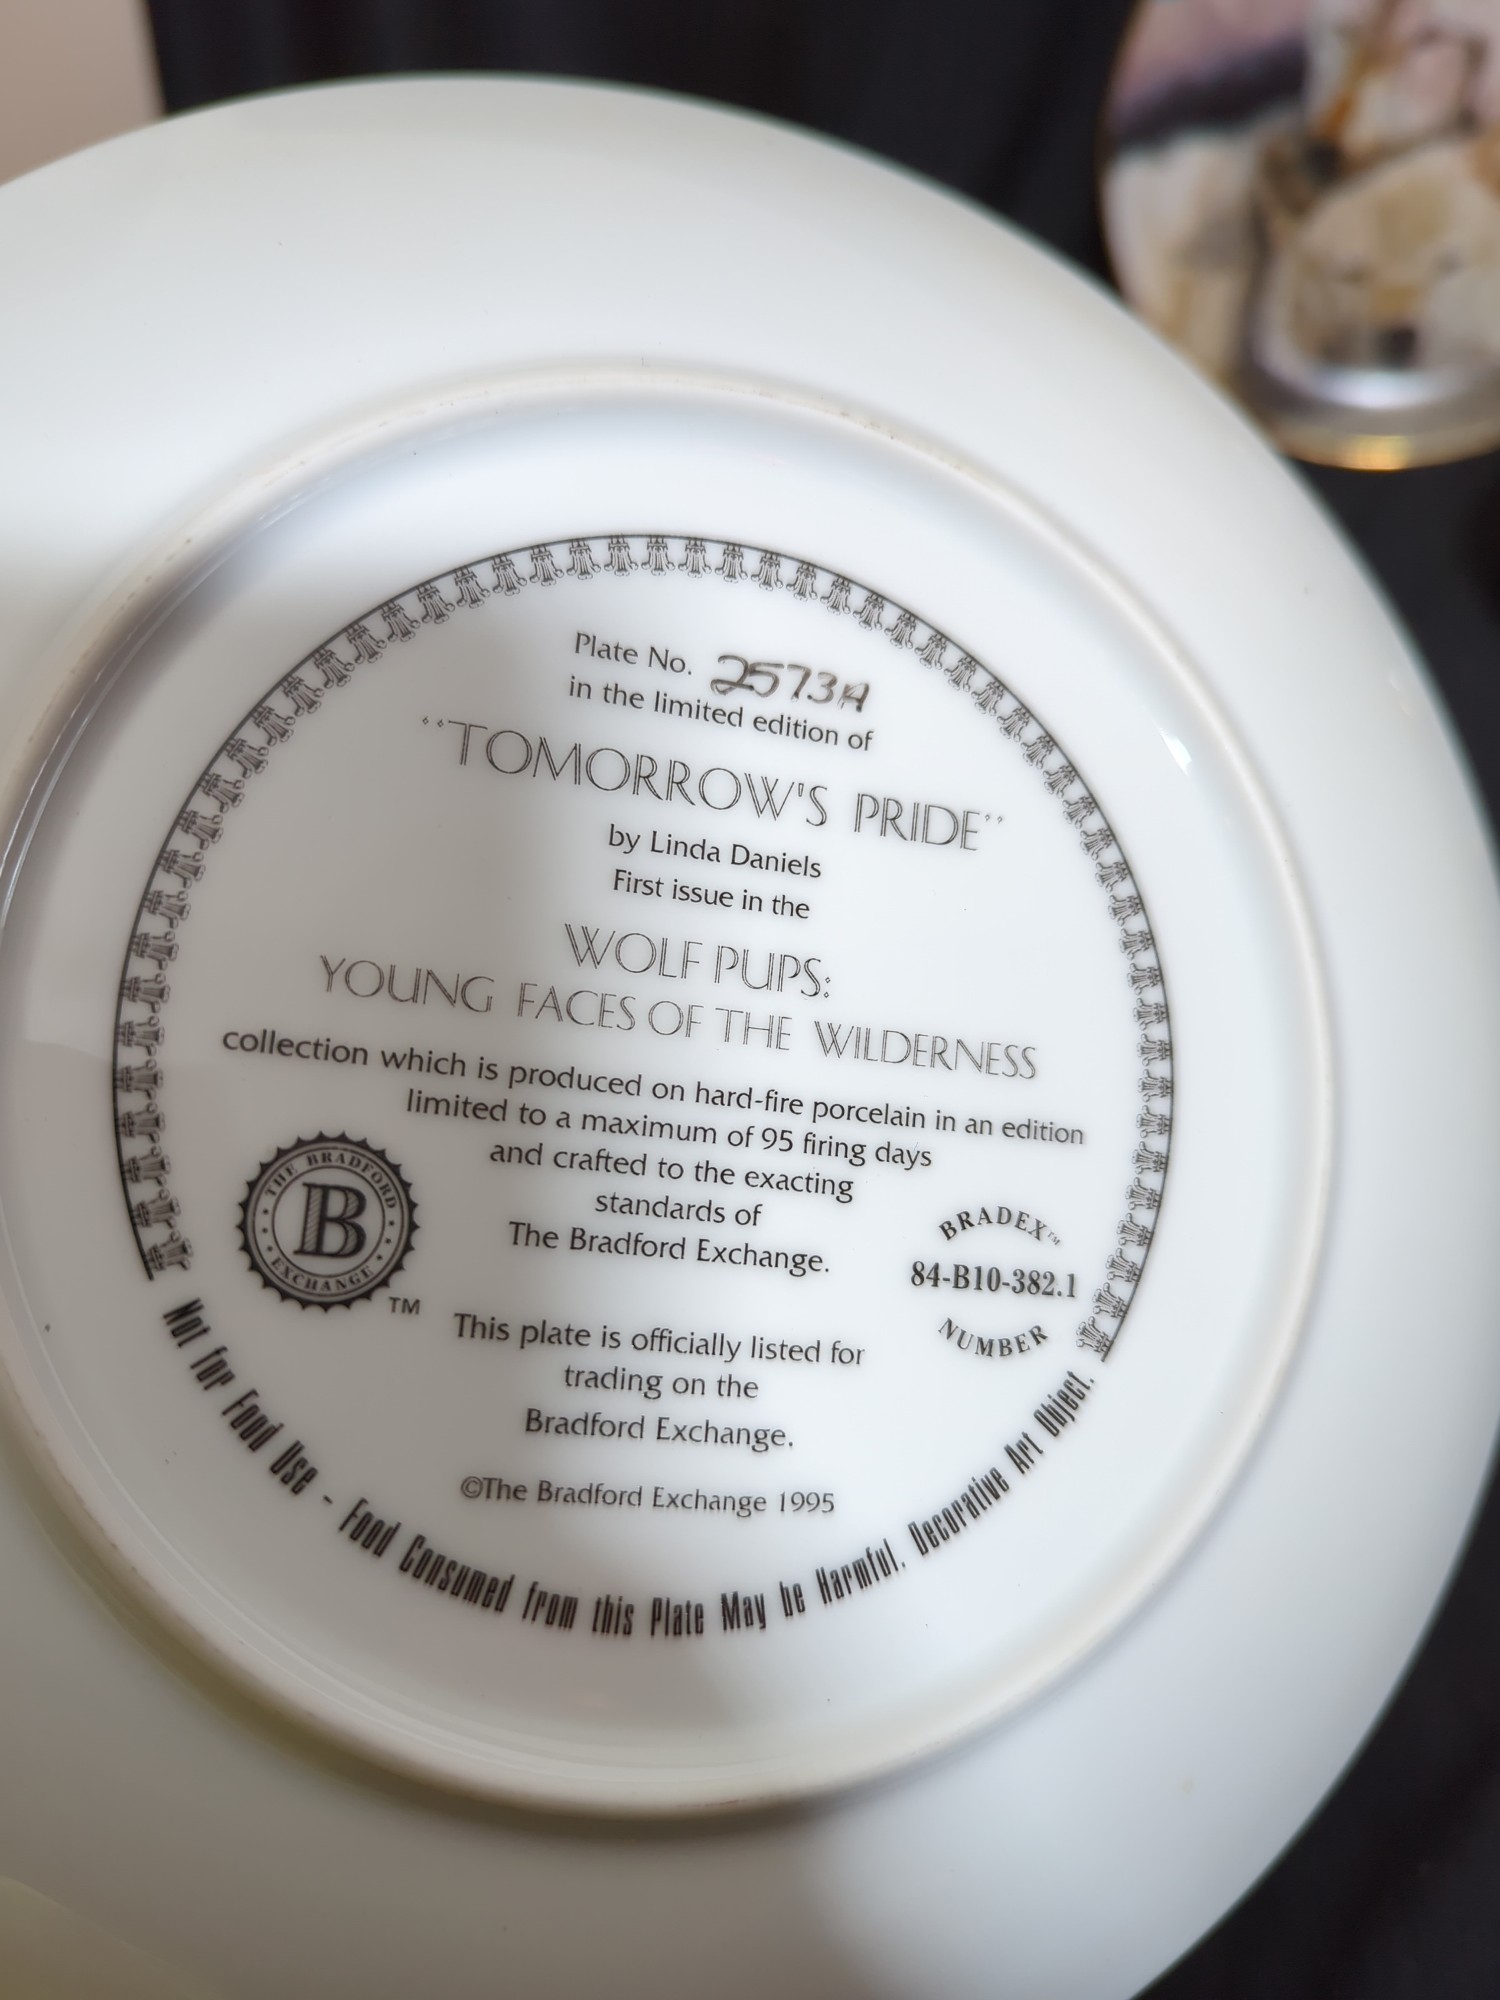 Plate No. 2573A
in the limited edition of
"TOMORROW'S PRIDE"
by Linda Daniels
First issue in the
WOLF PUPS:
YOUNG FACES OF THE WILDERNESS
collection which is produced on hard-fire porcelain in an edition
limited to a maximum of 95 firing days
and crafted to the exacting
standards of
The Bradford Exchange.
THE BRADFORD
B
EXCHANGE
TM
BRADEX™
84-B10-382.1
NUMBER
This plate is officially listed for
trading on the
Bradford Exchange.
©The Bradford Exchange 1995
Not for Food Use - Food Consumed from this Plate May be Harmful. Decorative Art Object.